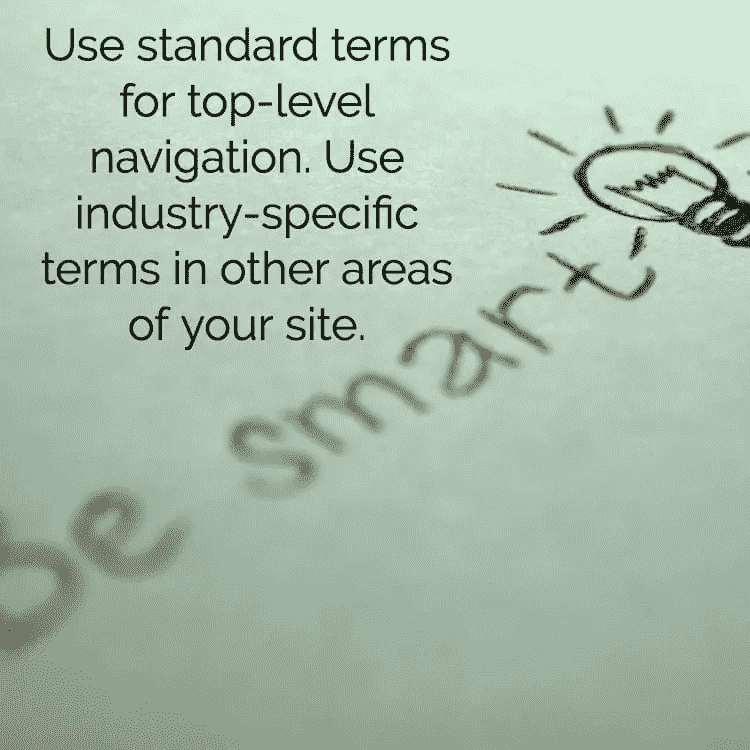 Use standard terms
for top-level
navigation. Use
industry-specific
terms in other areas
of your site.
Be smart